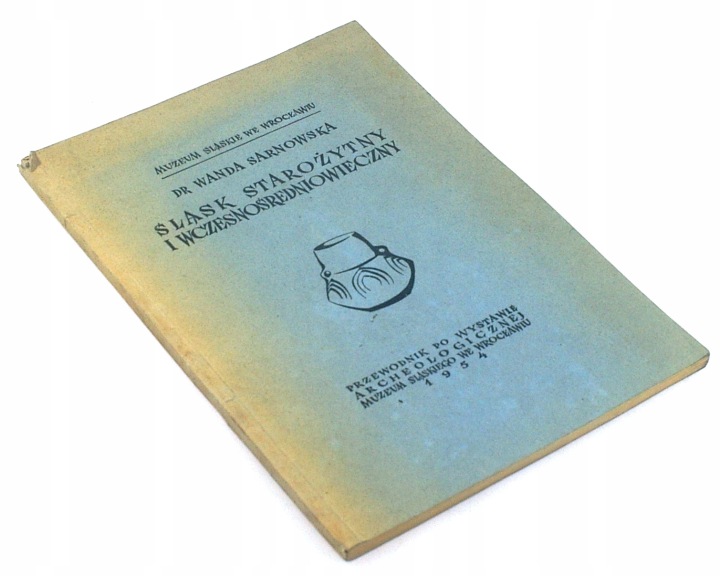 MUZEUM ŚLĄSKIE WE WROCŁAWIU
DR WANDA SARNOWSKA
ŚLĄSK STAROŻYTNY
I WCZESNOŚREDNIOWIECZNY
PRZEWODNIK PO WYSTAWIE
ARCHEOLOGICZNEJ
MUZEUM ŚLĄSKIEGO WE WROCŁAWIU
1954